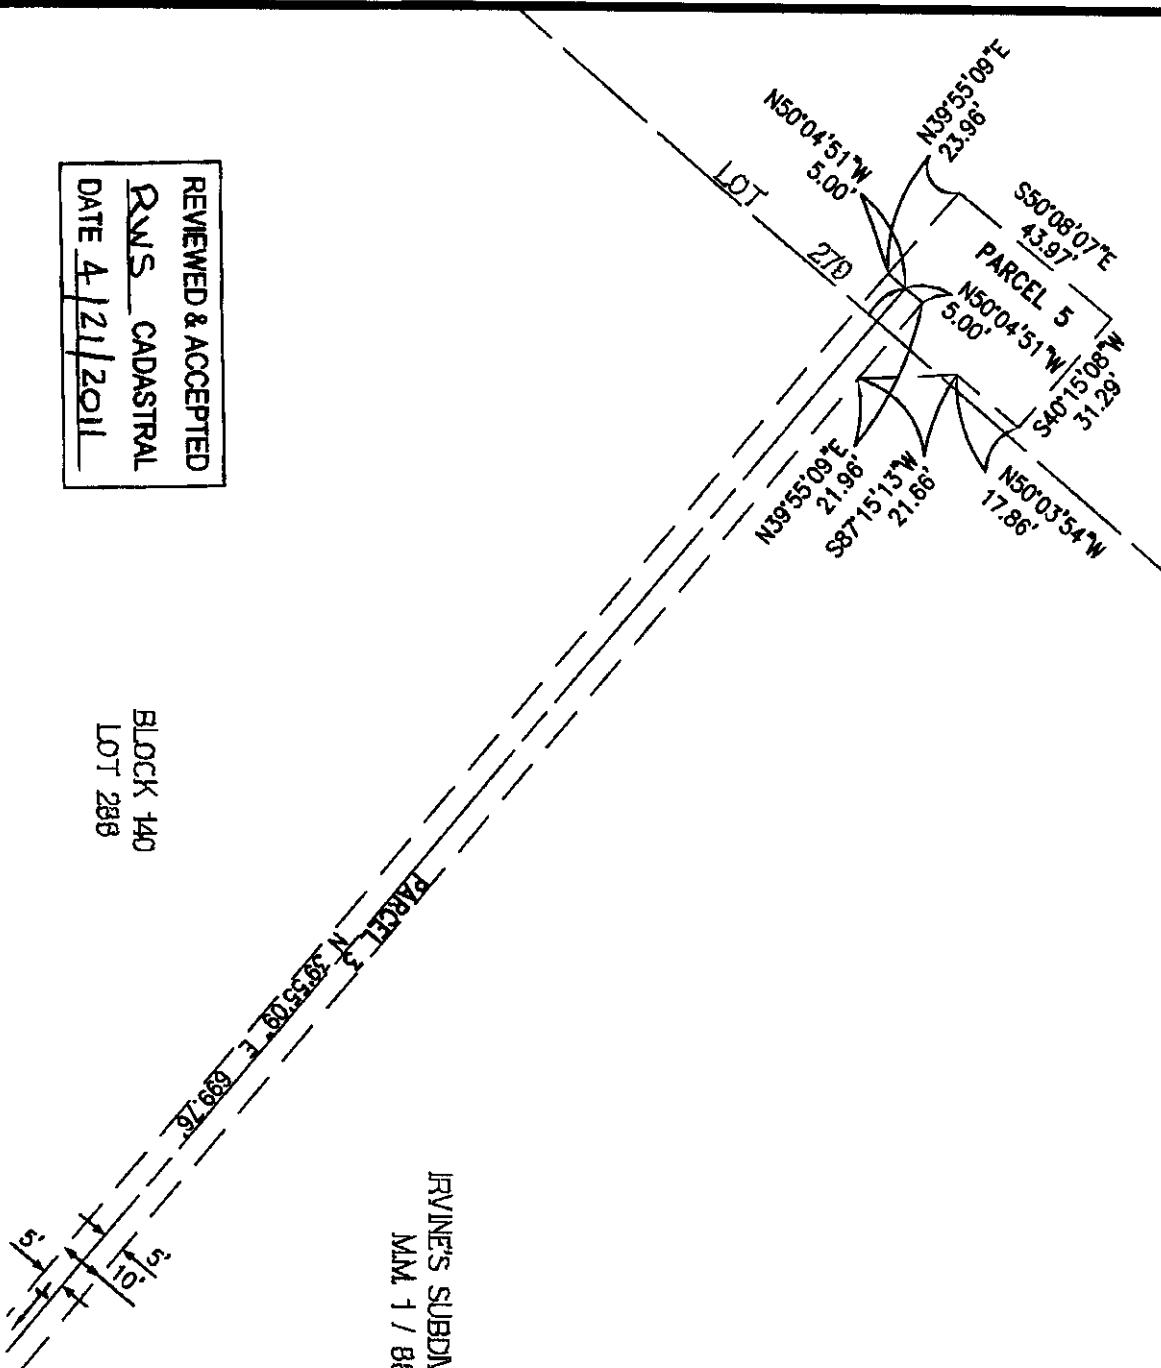 N39°55'09"E
23.96'
N50°04'51"W
5.00'
S50°08'07"E
43.97'
PARCEL 5
N50°04'51"W
5.00'
S40°15'08"W
31.29'
LOT 279
N39°55'09"E
21.96'
S87°15'13"W
21.66'
N50°03'54"W
17.86'
REVIEWED & ACCEPTED
RWS CADASTRAL
DATE 4/21/2011
BLOCK 140
LOT 288
PARCEL 3
N 39°55'09" E 699.76'
5'
5'
10'
IRVINE'S SUBDIV
M.M. 1 / 88